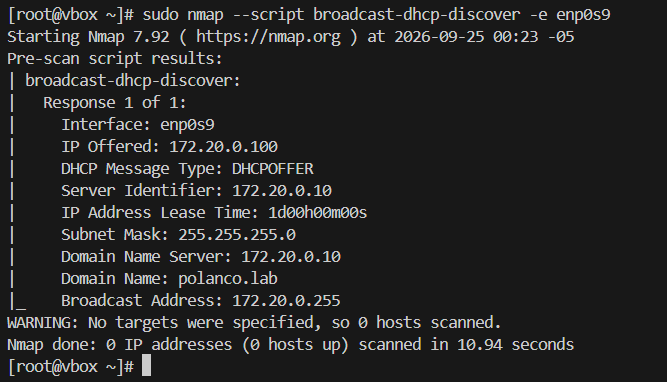 [root@vbox ~]# sudo nmap --script broadcast-dhcp-discover -e enp0s9
Starting Nmap 7.92 ( https://nmap.org ) at 2026-09-25 00:23 -05
Pre-scan script results:
| broadcast-dhcp-discover:
|   Response 1 of 1:
|     Interface: enp0s9
|     IP Offered: 172.20.0.100
|     DHCP Message Type: DHCPOFFER
|     Server Identifier: 172.20.0.10
|     IP Address Lease Time: 1d00h00m00s
|     Subnet Mask: 255.255.255.0
|     Domain Name Server: 172.20.0.10
|     Domain Name: polanco.lab
|_    Broadcast Address: 172.20.0.255
WARNING: No targets were specified, so 0 hosts scanned.
Nmap done: 0 IP addresses (0 hosts up) scanned in 10.94 seconds
[root@vbox ~]#